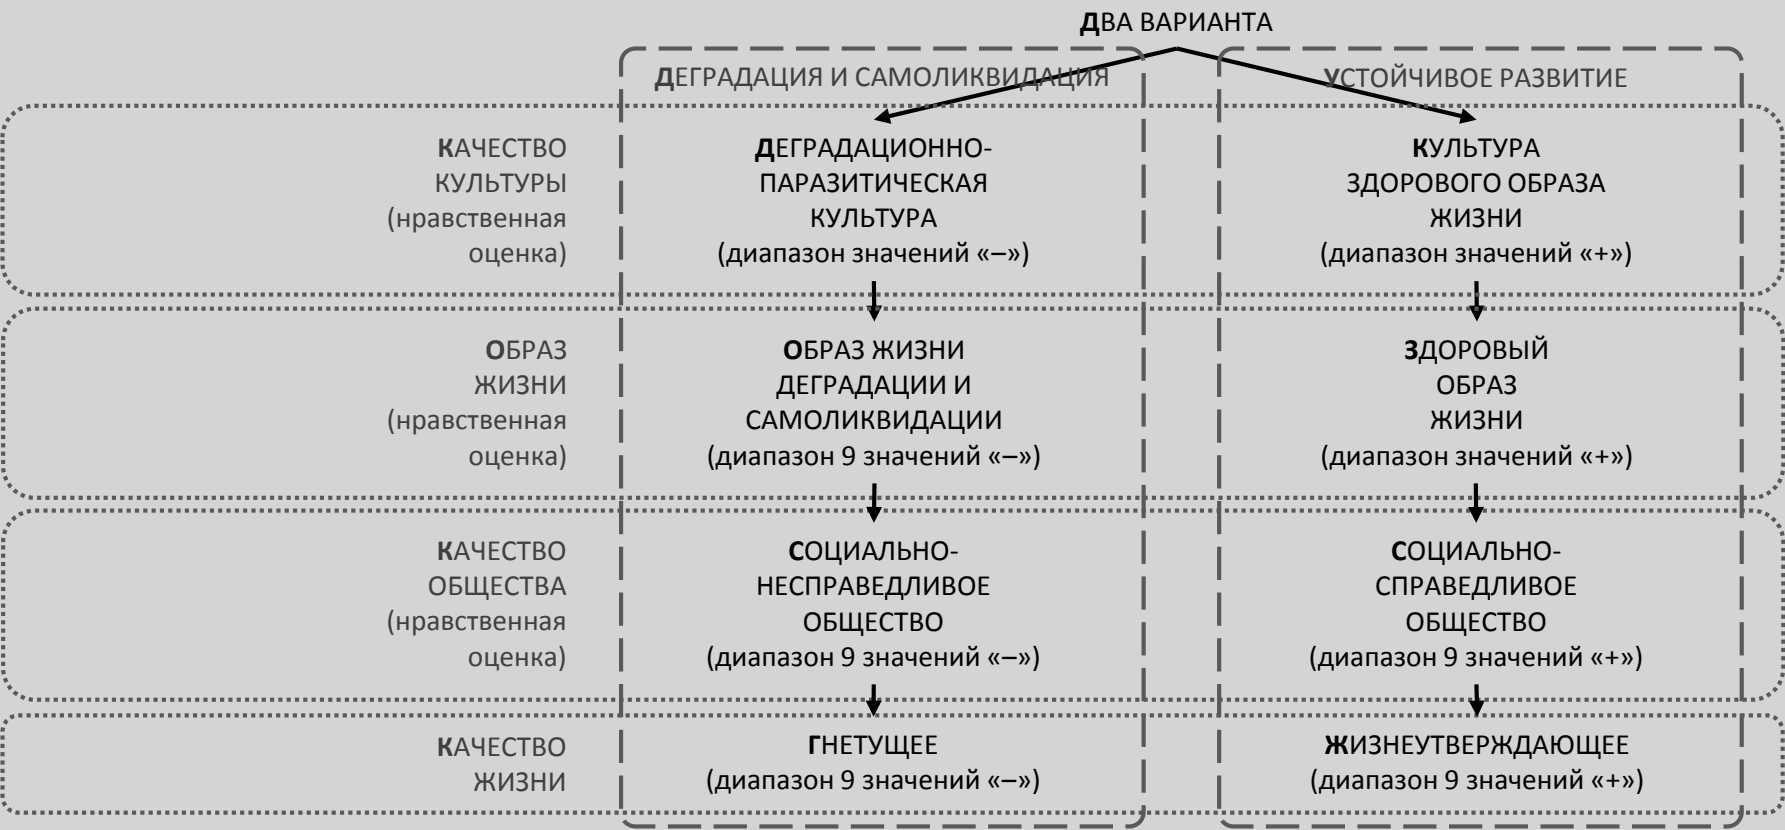 ДВА ВАРИАНТА
ДЕГРАДАЦИЯ И САМОЛИКВИДАЦИЯ
УСТОЙЧИВОЕ РАЗВИТИЕ
КАЧЕСТВО
КУЛЬТУРЫ
(нравственная
оценка)
ДЕГРАДАЦИОННО-
ПАРАЗИТИЧЕСКАЯ
КУЛЬТУРА
(диапазон значений «–»)
КУЛЬТУРА
ЗДОРОВОГО ОБРАЗА
ЖИЗНИ
(диапазон значений «+»)
ОБРАЗ
ЖИЗНИ
(нравственная
оценка)
ОБРАЗ ЖИЗНИ
ДЕГРАДАЦИИ И
САМОЛИКВИДАЦИИ
(диапазон 9 значений «–»)
ЗДОРОВЫЙ
ОБРАЗ
ЖИЗНИ
(диапазон значений «+»)
КАЧЕСТВО
ОБЩЕСТВА
(нравственная
оценка)
СОЦИАЛЬНО-
НЕСПРАВЕДЛИВОЕ
ОБЩЕСТВО
(диапазон 9 значений «–»)
СОЦИАЛЬНО-
СПРАВЕДЛИВОЕ
ОБЩЕСТВО
(диапазон 9 значений «+»)
КАЧЕСТВО
ЖИЗНИ
ГНЕТУЩЕЕ
(диапазон 9 значений «–»)
ЖИЗНЕУТВЕРЖДАЮЩЕЕ
(диапазон 9 значений «+»)